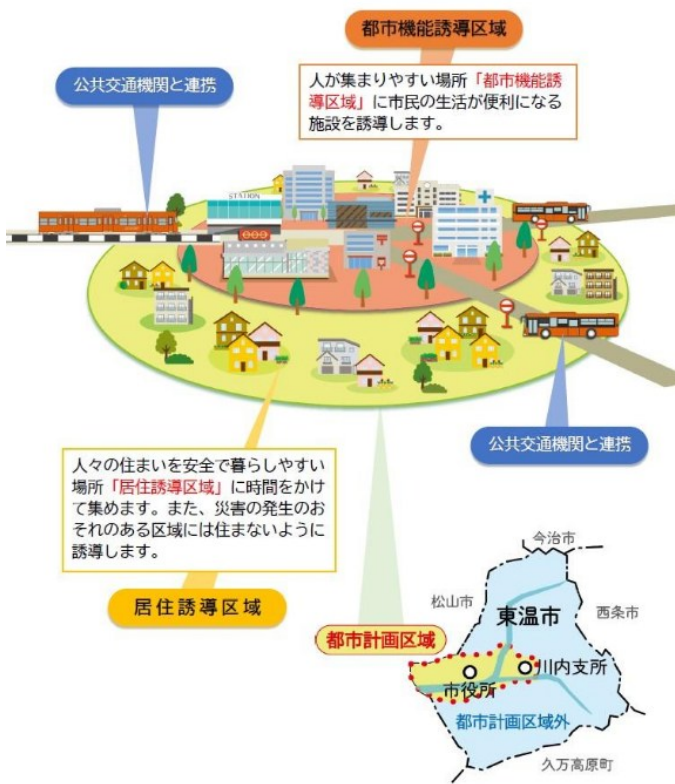 都市機能誘導区域
公共交通機関と連携
人が集まりやすい場所「都市機能誘
導区域」に市民の生活が便利になる
施設を誘導します。
STATION
公共交通機関と連携
人々の住まいを安全で暮らしやすい
場所「居住誘導区域」に時間をかけ
て集めます。また、災害の発生のお
それのある区域には住まないように
誘導します。
居住誘導区域
今治市
松山市
東温市
西条市
都市計画区域
川内支所
市役所
都市計画区域外
久万高原町